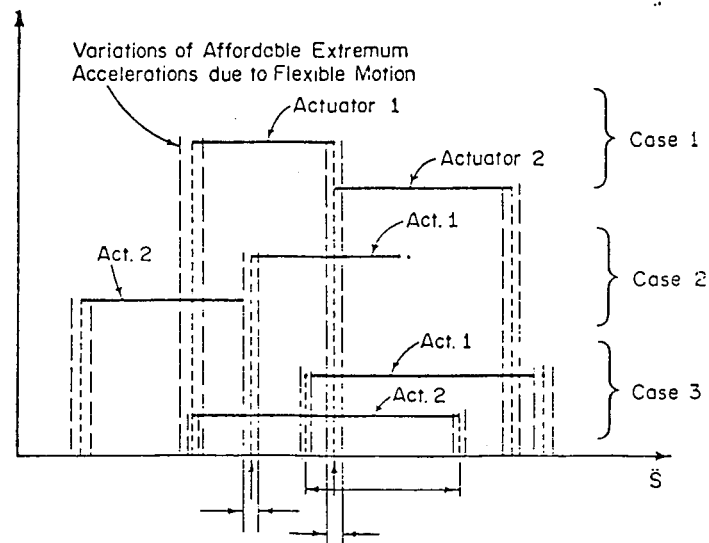 Variations of Affordable Extremum
Accelerations due to Flexible Motion
Actuator 1
Case 1
Actuator 2
Act. 1
Act. 2
Case 2
Act. 1
Act. 2
Case 3
S̈